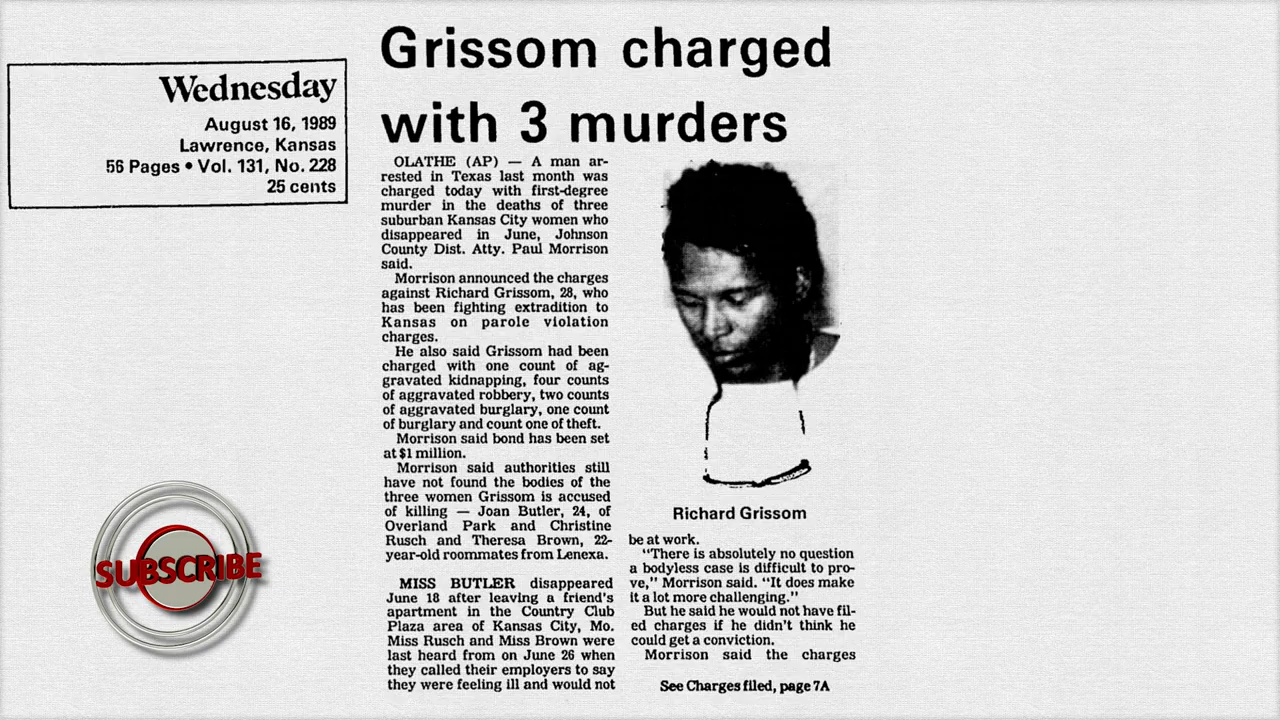 Wednesday
August 16, 1989
Lawrence, Kansas
56 Pages • Vol. 131, No. 228
25 cents
Grissom charged
with 3 murders
OLATHE (AP) — A man ar-
rested in Texas last month was
charged today with first-degree
murder in the deaths of three
suburban Kansas City women who
disappeared in June, Johnson
County Dist. Atty. Paul Morrison
said.
Morrison announced the charges
against Richard Grissom, 28, who
has been fighting extradition to
Kansas on parole violation
charges.
He also said Grissom had been
charged with one count of ag-
gravated kidnapping, four counts
of aggravated robbery, two counts
of aggravated burglary, one count
of burglary and count one of theft.
Morrison said bond has been set
at $1 million.
Morrison said authorities still
have not found the bodies of the
three women Grissom is accused
of killing — Joan Butler, 24, of
Overland Park and Christine
Rusch and Theresa Brown, 22-
year-old roommates from Lenexa.
MISS BUTLER disappeared
June 18 after leaving a friend's
apartment in the Country Club
Plaza area of Kansas City, Mo.
Miss Rusch and Miss Brown were
last heard from on June 26 when
they called their employers to say
they were feeling ill and would not
Richard Grissom
be at work.
"There is absolutely no question
a bodyless case is difficult to pro-
ve," Morrison said. "It does make
it a lot more challenging."
But he said he would not have fil-
ed charges if he didn't think he
could get a conviction.
Morrison said the charges
See Charges filed, page 7A
SUBSCRIBE